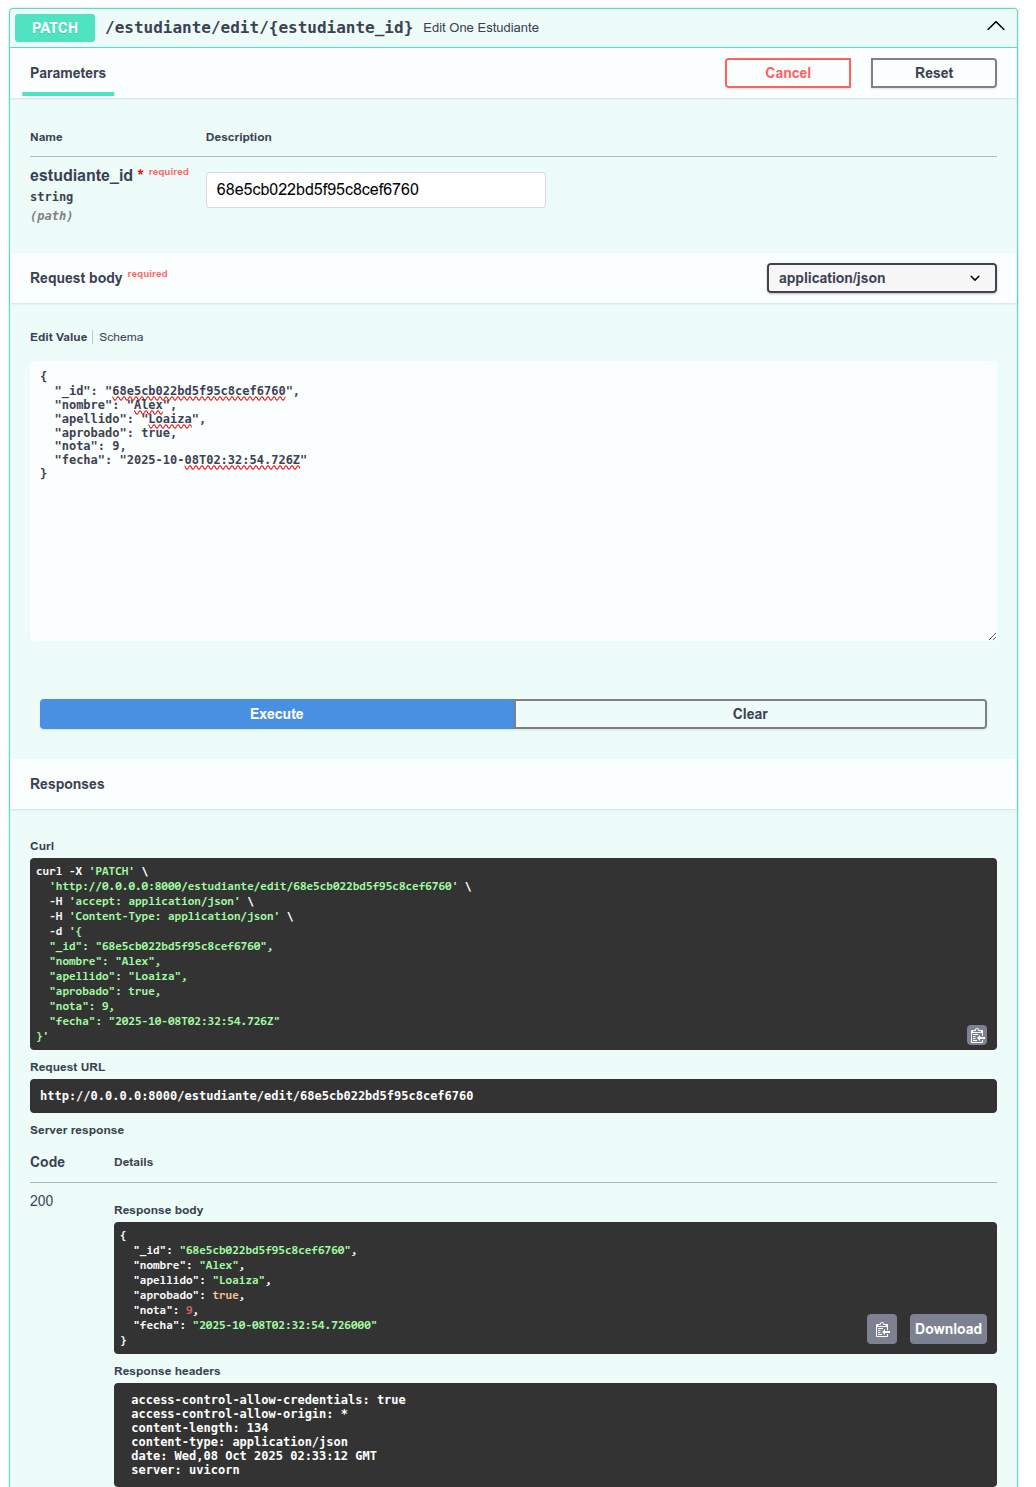 PATCH /estudiante/edit/{estudiante_id} Edit One Estudiante
Parameters Cancel Reset
Name Description
estudiante_id * required 68e5cb022bd5f95c8cef6760
string
(path)
Request body required application/json
Edit Value Schema
{
"_id": "68e5cb022bd5f95c8cef6760",
"nombre": "Alex",
"apellido": "Loaiza",
"aprobado": true,
"nota": 9,
"fecha": "2025-10-08T02:32:54.726Z"
}
Execute Clear
Responses
Curl
curl -X 'PATCH' \
'http://0.0.0.0:8000/estudiante/edit/68e5cb022bd5f95c8cef6760' \
-H 'accept: application/json' \
-H 'Content-Type: application/json' \
-d '{
"_id": "68e5cb022bd5f95c8cef6760",
"nombre": "Alex",
"apellido": "Loaiza",
"aprobado": true,
"nota": 9,
"fecha": "2025-10-08T02:32:54.726Z"
}'
Request URL
http://0.0.0.0:8000/estudiante/edit/68e5cb022bd5f95c8cef6760
Server response
Code Details
200
Response body
{
"_id": "68e5cb022bd5f95c8cef6760",
"nombre": "Alex",
"apellido": "Loaiza",
"aprobado": true,
"nota": 9,
"fecha": "2025-10-08T02:32:54.726000"
}
Download
Response headers
access-control-allow-credentials: true
access-control-allow-origin: *
content-length: 134
content-type: application/json
date: Wed,08 Oct 2025 02:33:12 GMT
server: uvicorn